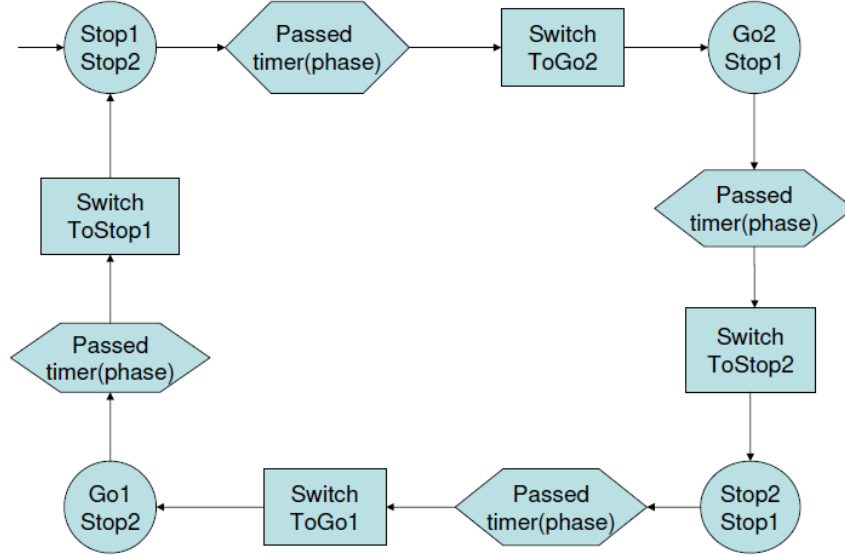 Stop1
Stop2
Passed
timer(phase)
Switch
ToGo2
Go2
Stop1
Passed
timer(phase)
Switch
ToStop2
Stop2
Stop1
Passed
timer(phase)
Switch
ToGo1
Go1
Stop2
Passed
timer(phase)
Switch
ToStop1